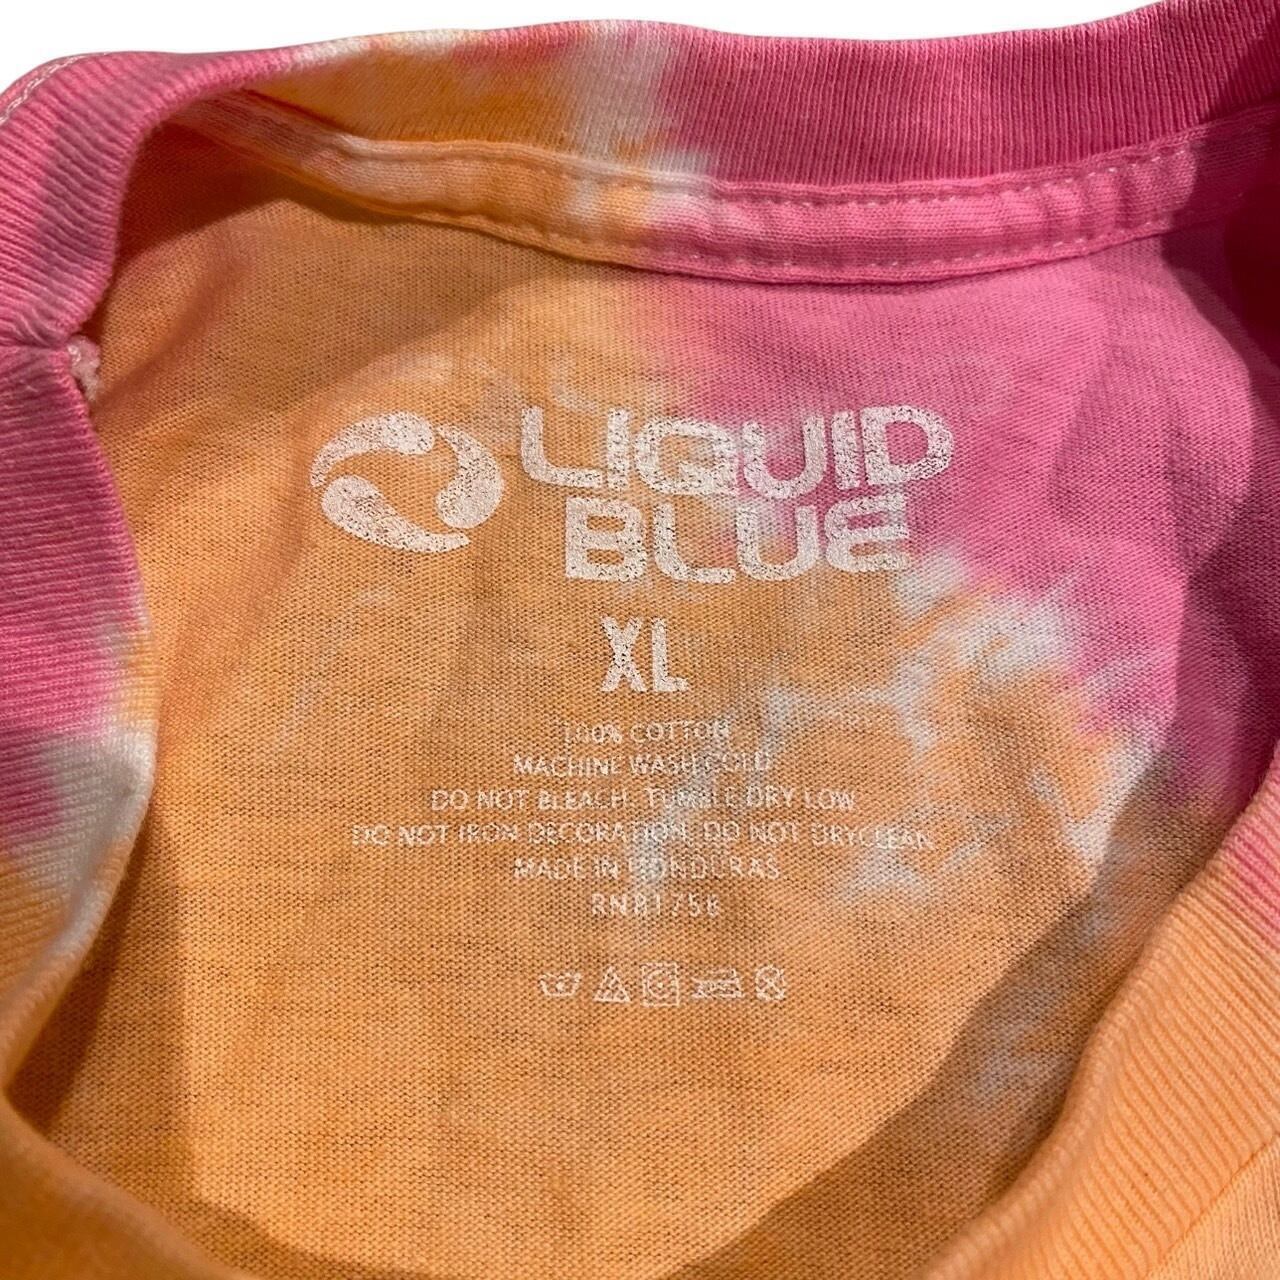 LIQUID
BLUE
XL
100% COTTON
MACHINE WASH COLD
DO NOT BLEACH. TUMBLE DRY LOW
DO NOT IRON DECORATION. DO NOT DRYCLEAN
MADE IN HONDURAS
RN81758